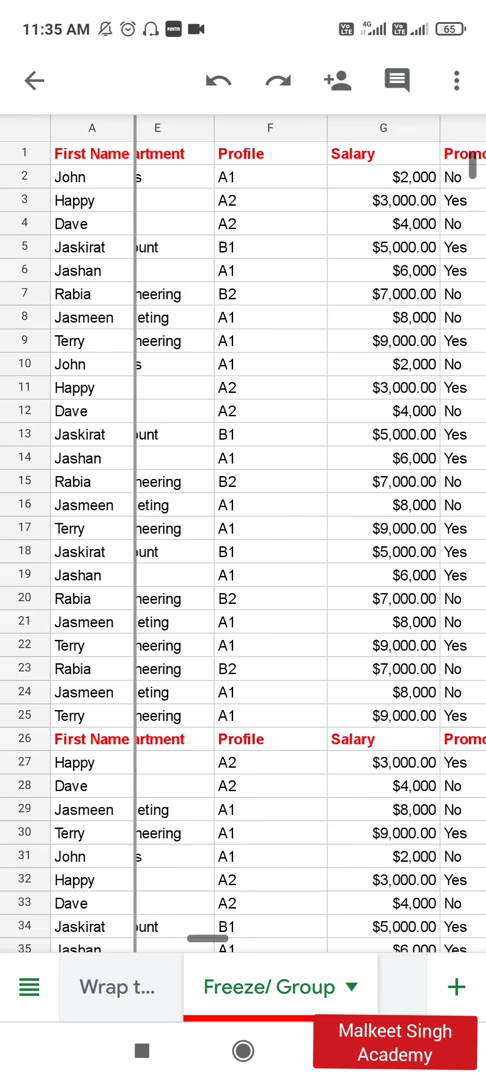 11:35 AM 4G 65
A E F G
1 First Name artment Profile Salary Promo
2 John s A1 $2,000 No
3 Happy A2 $3,000.00 Yes
4 Dave A2 $4,000 No
5 Jaskirat ount B1 $5,000.00 Yes
6 Jashan A1 $6,000 Yes
7 Rabia neering B2 $7,000.00 No
8 Jasmeen eting A1 $8,000 No
9 Terry neering A1 $9,000.00 Yes
10 John s A1 $2,000 No
11 Happy A2 $3,000.00 Yes
12 Dave A2 $4,000 No
13 Jaskirat ount B1 $5,000.00 Yes
14 Jashan A1 $6,000 Yes
15 Rabia neering B2 $7,000.00 No
16 Jasmeen eting A1 $8,000 No
17 Terry neering A1 $9,000.00 Yes
18 Jaskirat ount B1 $5,000.00 Yes
19 Jashan A1 $6,000 Yes
20 Rabia neering B2 $7,000.00 No
21 Jasmeen eting A1 $8,000 No
22 Terry neering A1 $9,000.00 Yes
23 Rabia neering B2 $7,000.00 No
24 Jasmeen eting A1 $8,000 No
25 Terry neering A1 $9,000.00 Yes
26 First Name artment Profile Salary Promo
27 Happy A2 $3,000.00 Yes
28 Dave A2 $4,000 No
29 Jasmeen eting A1 $8,000 No
30 Terry neering A1 $9,000.00 Yes
31 John s A1 $2,000 No
32 Happy A2 $3,000.00 Yes
33 Dave A2 $4,000 No
34 Jaskirat ount B1 $5,000.00 Yes
35 Jashan A1 $6,000 Yes
Wrap t... Freeze/ Group
Malkeet Singh
Academy